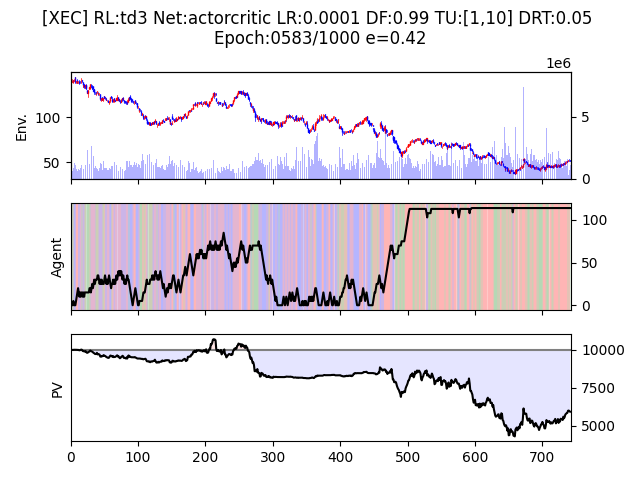 [XEC] RL:td3 Net:actorcritic LR:0.0001 DF:0.99 TU:[1,10] DRT:0.05
Epoch:0583/1000 e=0.42
1e6
Env.
100
50
5
0
Agent
100
50
0
PV
10000
7500
5000
0 100 200 300 400 500 600 700